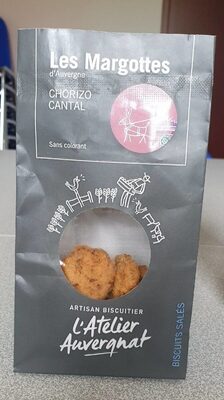 Les Margottes
d'Auvergne
CHORIZO
CANTAL
Sans colorant
ARTISAN BISCUITIER
L'Atelier
Auvergnat
BISCUITS SALÉS